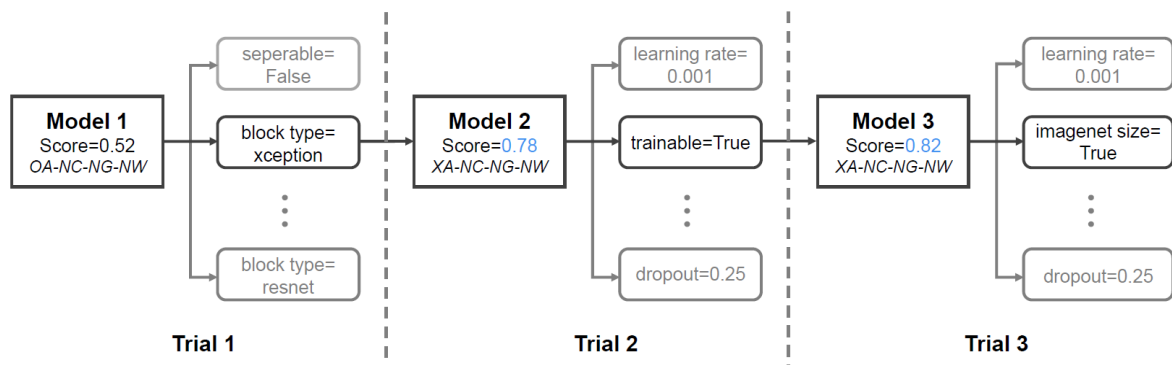 seperable=
False
Model 1
Score=0.52
OA-NC-NG-NW
block type=
xception
block type=
resnet
Trial 1
learning rate=
0.001
Model 2
Score=0.78
XA-NC-NG-NW
trainable=True
dropout=0.25
Trial 2
learning rate=
0.001
Model 3
Score=0.82
XA-NC-NG-NW
imagenet size=
True
dropout=0.25
Trial 3